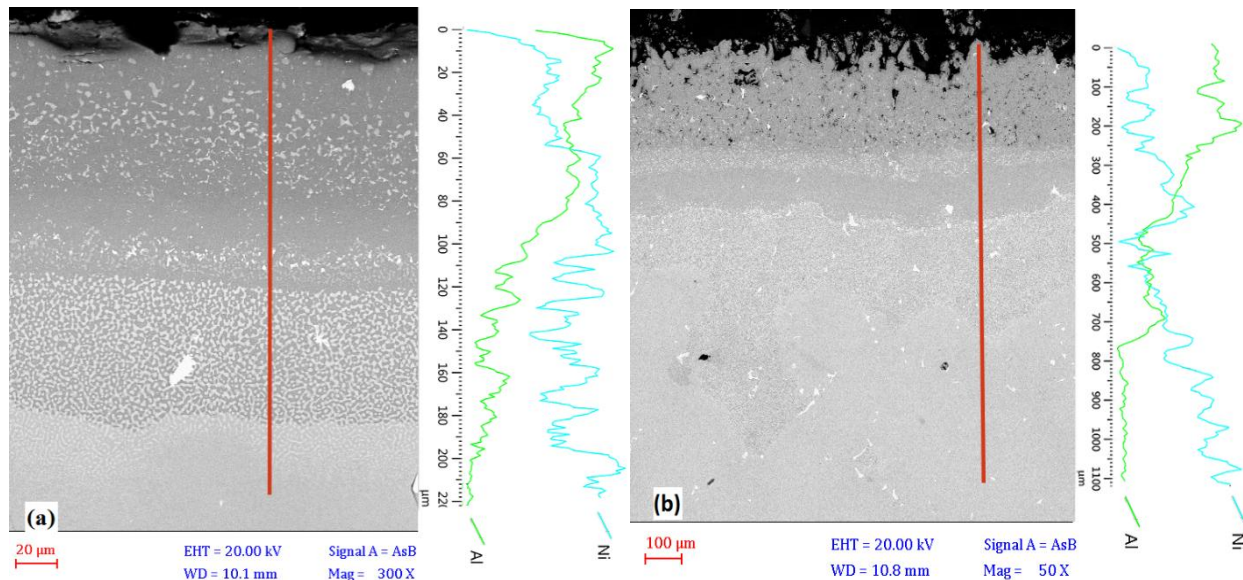 (a)
0
20
40
60
80
100
120
140
160
180
200
220
µm
Al
Ni
20 µm
EHT = 20.00 kV
Signal A = AsB
WD = 10.1 mm
Mag = 300 X
(b)
0
100
200
300
400
500
600
700
800
900
1000
1100
µm
Al
Ni
100 µm
EHT = 20.00 kV
Signal A = AsB
WD = 10.8 mm
Mag = 50 X